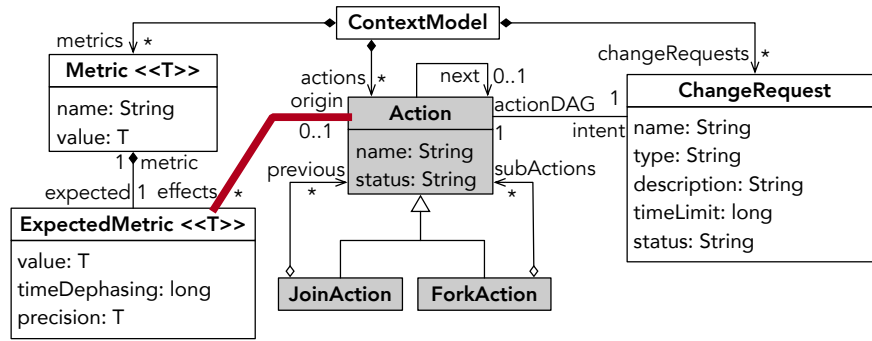 ContextModel
metrics
*
changeRequests
*
actions
*
next
0..1
Metric <<T>>
name: String
value: T
origin
0..1
Action
name: String
status: String
actionDAG
1
1
intent
ChangeRequest
name: String
type: String
description: String
timeLimit: long
status: String
1
metric
expected
1
effects
*
previous
*
subActions
*
ExpectedMetric <<T>>
value: T
timeDephasing: long
precision: T
JoinAction
ForkAction